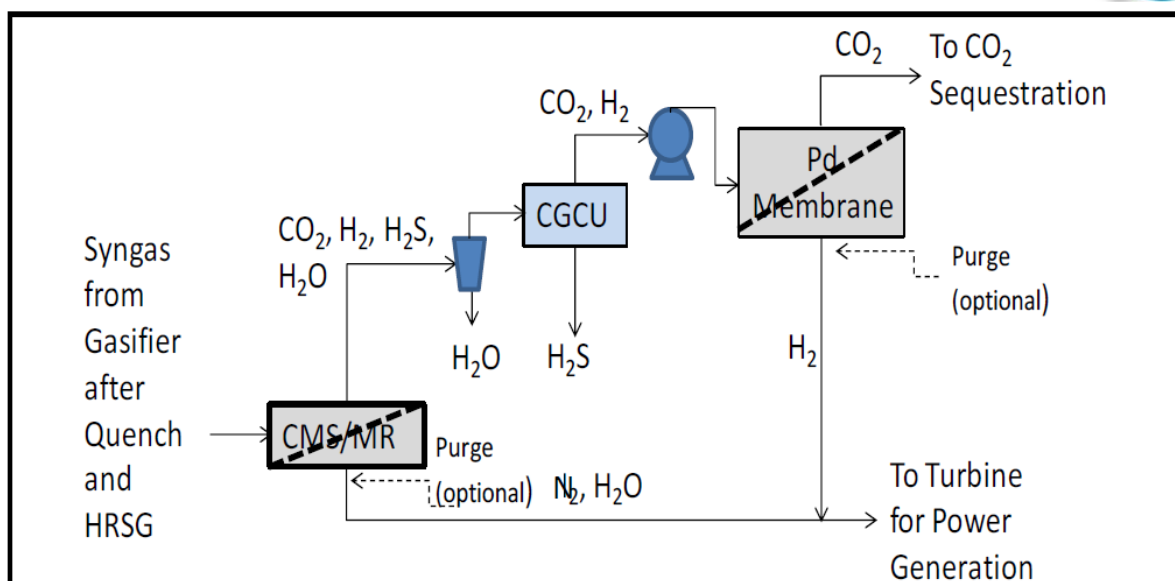 Syngas
from
Gasifier
after
Quench
and
HRSG
CMS/MR
Purge
(optional)
N₂, H₂O
CO₂, H₂, H₂S,
H₂O
H₂O
CGCU
H₂S
CO₂, H₂
Pd
Membrane
CO₂
To CO₂
Sequestration
Purge
(optional)
H₂
To Turbine
for Power
Generation